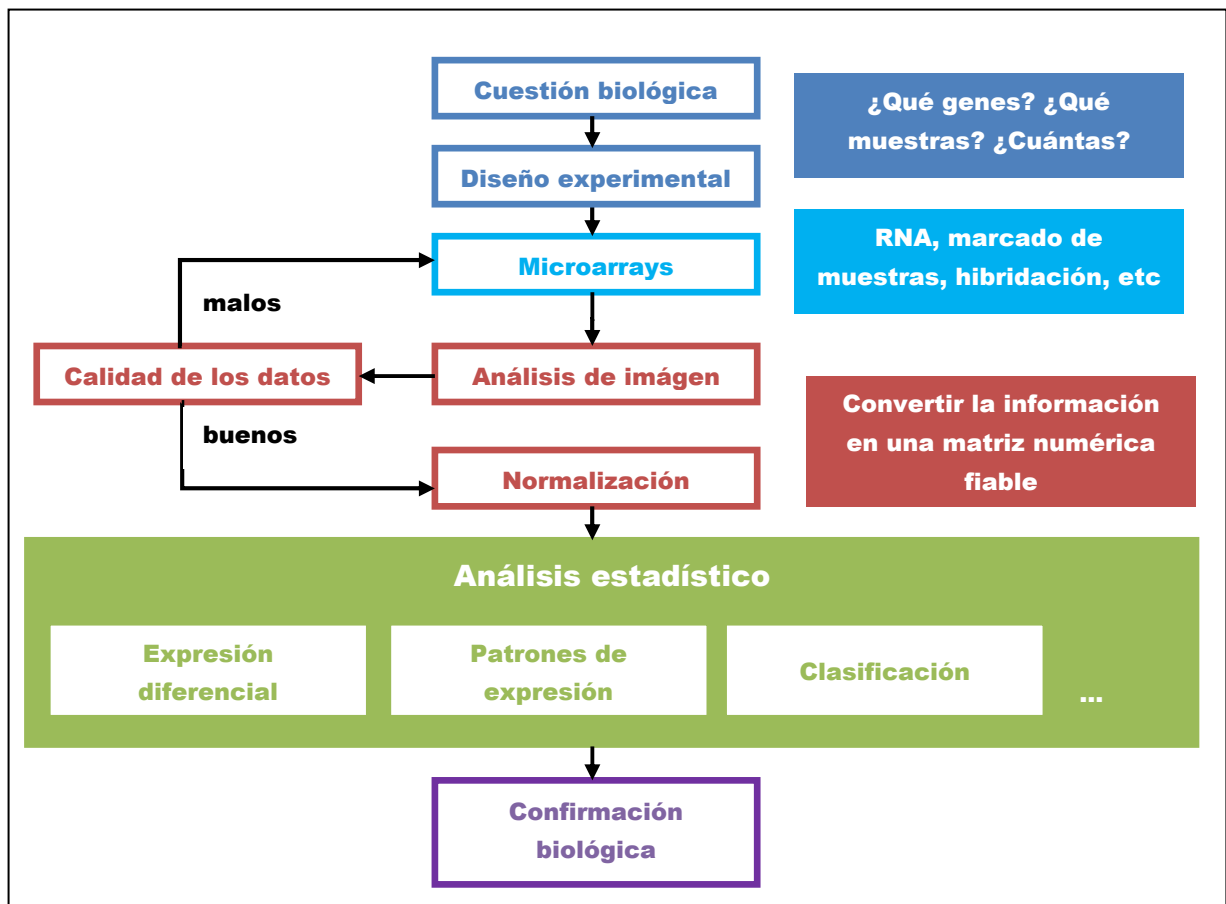 Cuestión biológica
¿Qué genes? ¿Qué
muestras? ¿Cuántas?
Diseño experimental
Microarrays
RNA, marcado de
muestras, hibridación, etc
malos
Calidad de los datos
Análisis de imágen
Convertir la información
en una matriz numérica
fiable
buenos
Normalización
Análisis estadístico
Expresión
diferencial
Patrones de
expresión
Clasificación
...
Confirmación
biológica